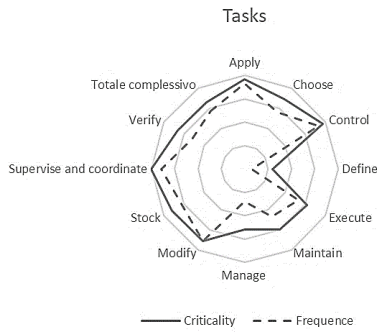 Tasks
Apply
Totale complessivo Choose
Verify Control
Supervise and coordinate Define
Stock Execute
Modify Maintain
Manage
Criticality Frequence